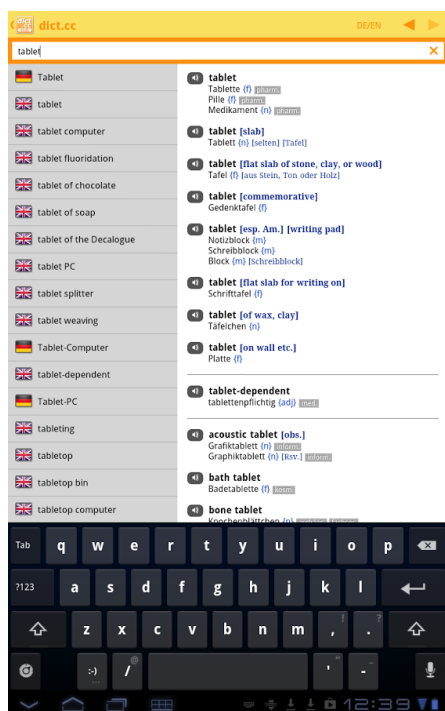 dict.cc
DE/EN
tablet
Tablet
tablet
tablet computer
tablet fluoridation
tablet of chocolate
tablet of soap
tablet of the Decalogue
tablet PC
tablet splitter
tablet weaving
Tablet-Computer
tablet-dependent
Tablet-PC
tableting
tabletop
tabletop bin
tabletop computer
tablet
Tablette {f} pharm.
Pille {f} pharm.
Medikament {n} pharm.
tablet [slab]
Tablett {n} [selten] [Tafel]
tablet [flat slab of stone, clay, or wood]
Tafel {f} [aus Stein, Ton oder Holz]
tablet [commemorative]
Gedenktafel {f}
tablet [esp. Am.] [writing pad]
Notizblock {m}
Schreibblock {m}
Block {m} [Schreibblock]
tablet [flat slab for writing on]
Schrifttafel {f}
tablet [of wax, clay]
Täfelchen {n}
tablet [on wall etc.]
Platte {f}
tablet-dependent
tablettenpflichtig {adj} med.
acoustic tablet [obs.]
Grafiktablett {n} inform.
Graphiktablett {n} [Rsv.] inform.
bath tablet
Badetablette {f} kosm.
bone tablet
Knochenblättchen {n}
Tab q w e r t y u i o p
?123 a s d f g h j k l
z x c v b n m , ! . ?
:-) / @ ' " - _
12:39